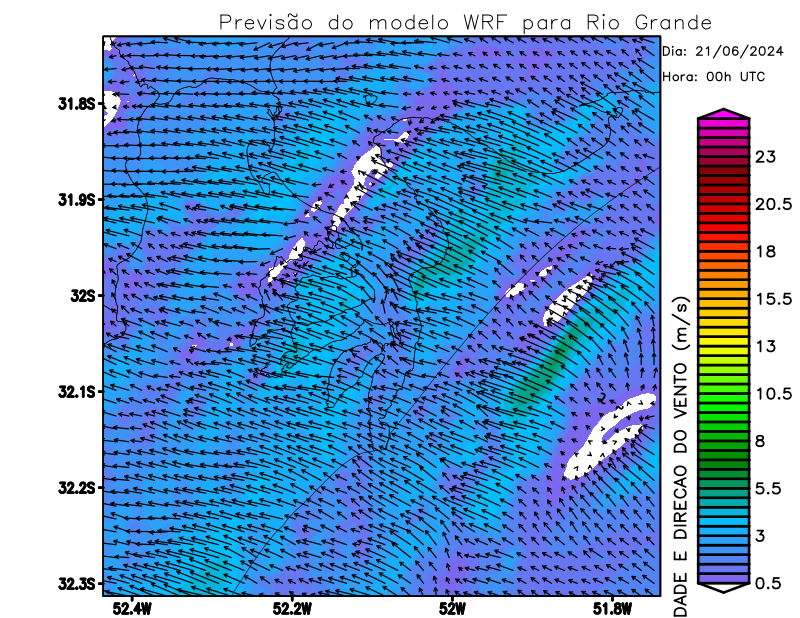 Previsão do modelo WRF para Rio Grande
Dia: 21/06/2024
Hora: 00h UTC
31.8S
31.9S
32S
32.1S
32.2S
32.3S
52.4W
52.2W
52W
51.8W
2
23
20.5
18
15.5
13
10.5
8
5.5
3
0.5
DADE E DIRECAO DO VENTO (m/s)